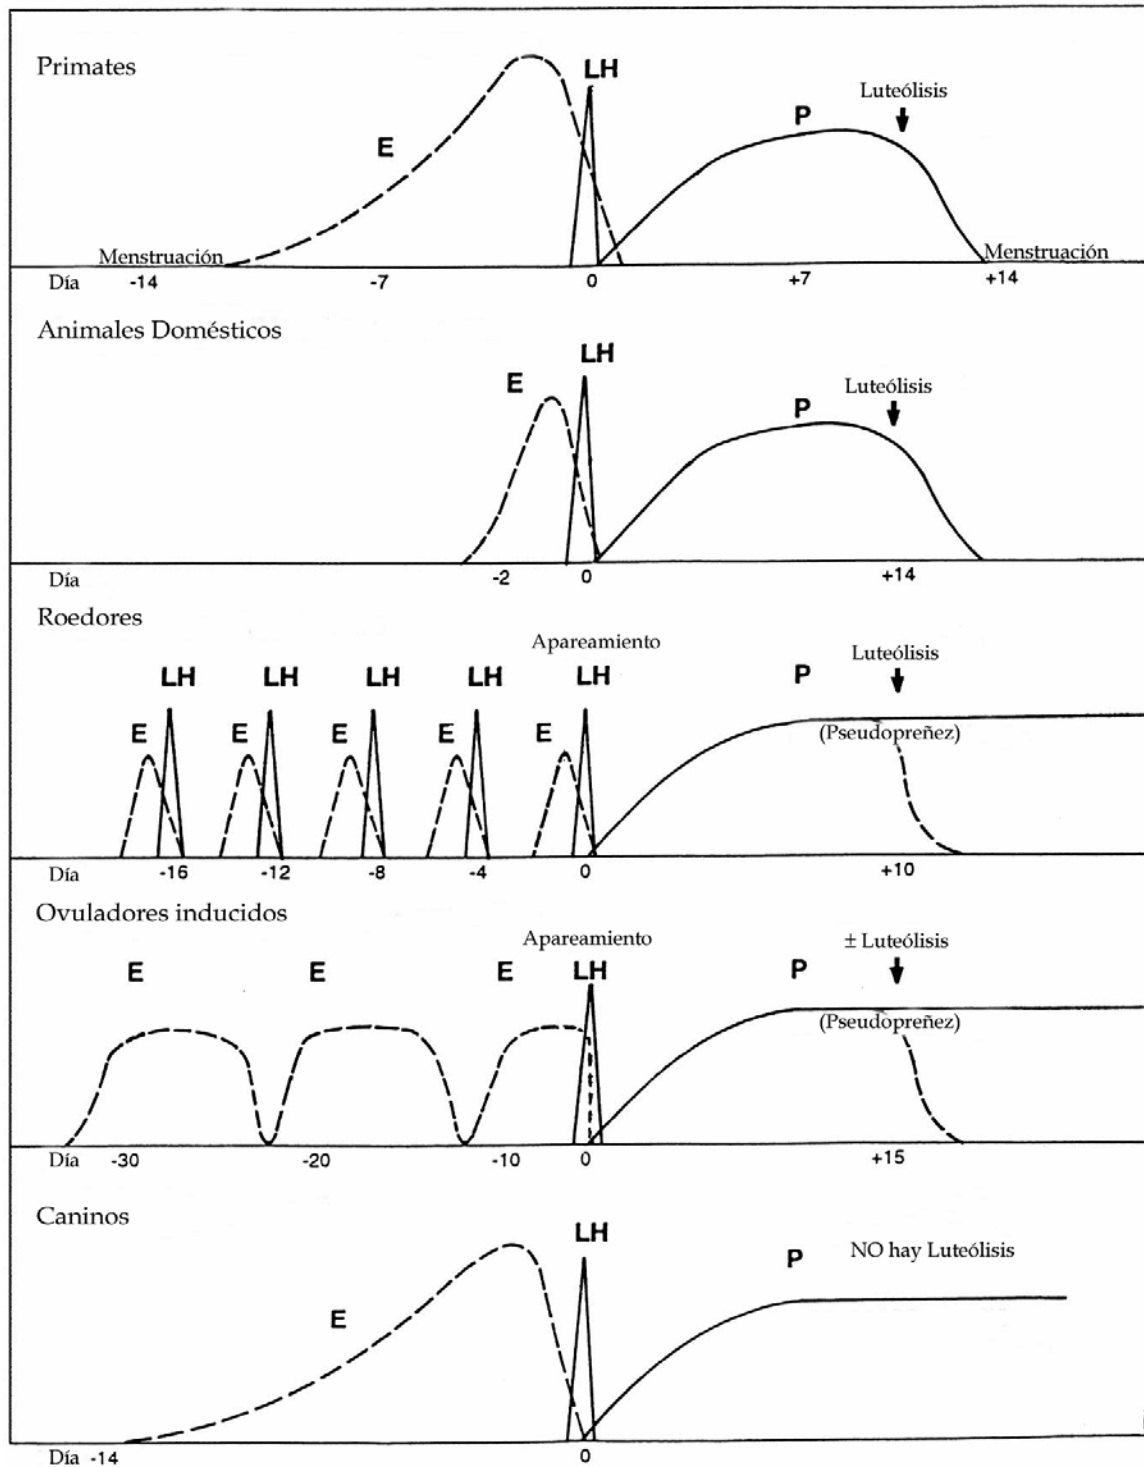 Primates
LH
Luteólisis
P
E
Menstruación
Menstruación
Día -14 -7 0 +7 +14
Animales Domésticos
LH
E
Luteólisis
P
Día -2 0 +14
Roedores
Apareamiento
Luteólisis
LH LH LH LH LH P
E E E E E
(Pseudopreñez)
Día -16 -12 -8 -4 0 +10
Ovuladores inducidos
Apareamiento
± Luteólisis
E E E LH P
(Pseudopreñez)
Día -30 -20 -10 0 +15
Caninos
LH
P NO hay Luteólisis
E
Día -14 0